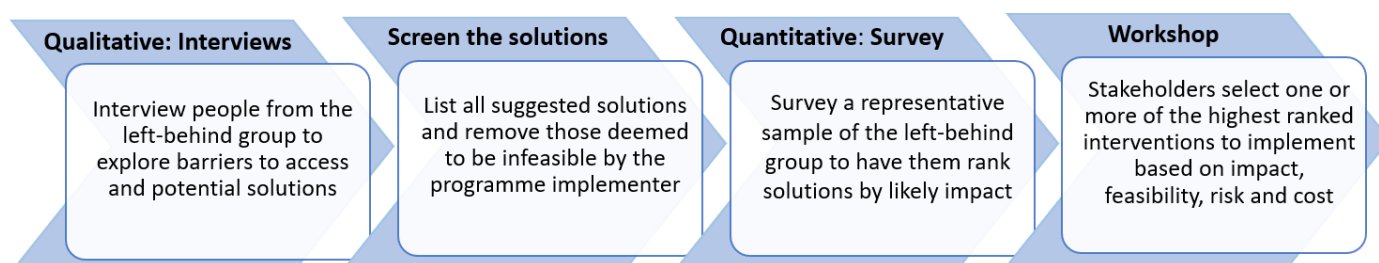 Qualitative: Interviews
Interview people from the
left-behind group to
explore barriers to access
and potential solutions
Screen the solutions
List all suggested solutions
and remove those deemed
to be infeasible by the
programme implementer
Quantitative: Survey
Survey a representative
sample of the left-behind
group to have them rank
solutions by likely impact
Workshop
Stakeholders select one or
more of the highest ranked
interventions to implement
based on impact,
feasibility, risk and cost